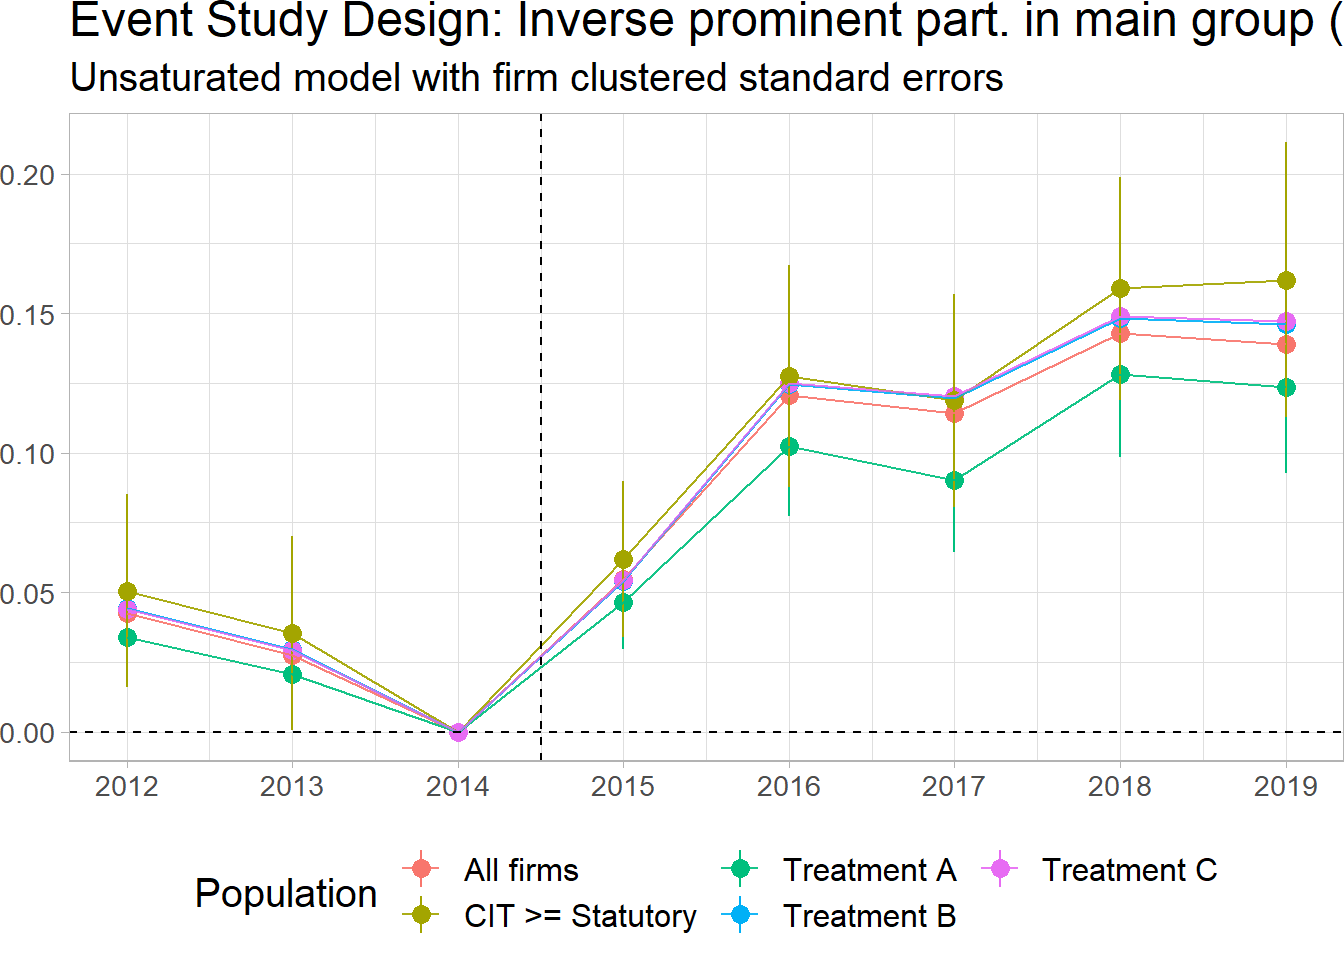 Event Study Design: Inverse prominent part. in main group (
Unsaturated model with firm clustered standard errors
0.20
0.15
0.10
0.05
0.00
2012 2013 2014 2015 2016 2017 2018 2019
Population
All firms Treatment A Treatment C
CIT >= Statutory Treatment B